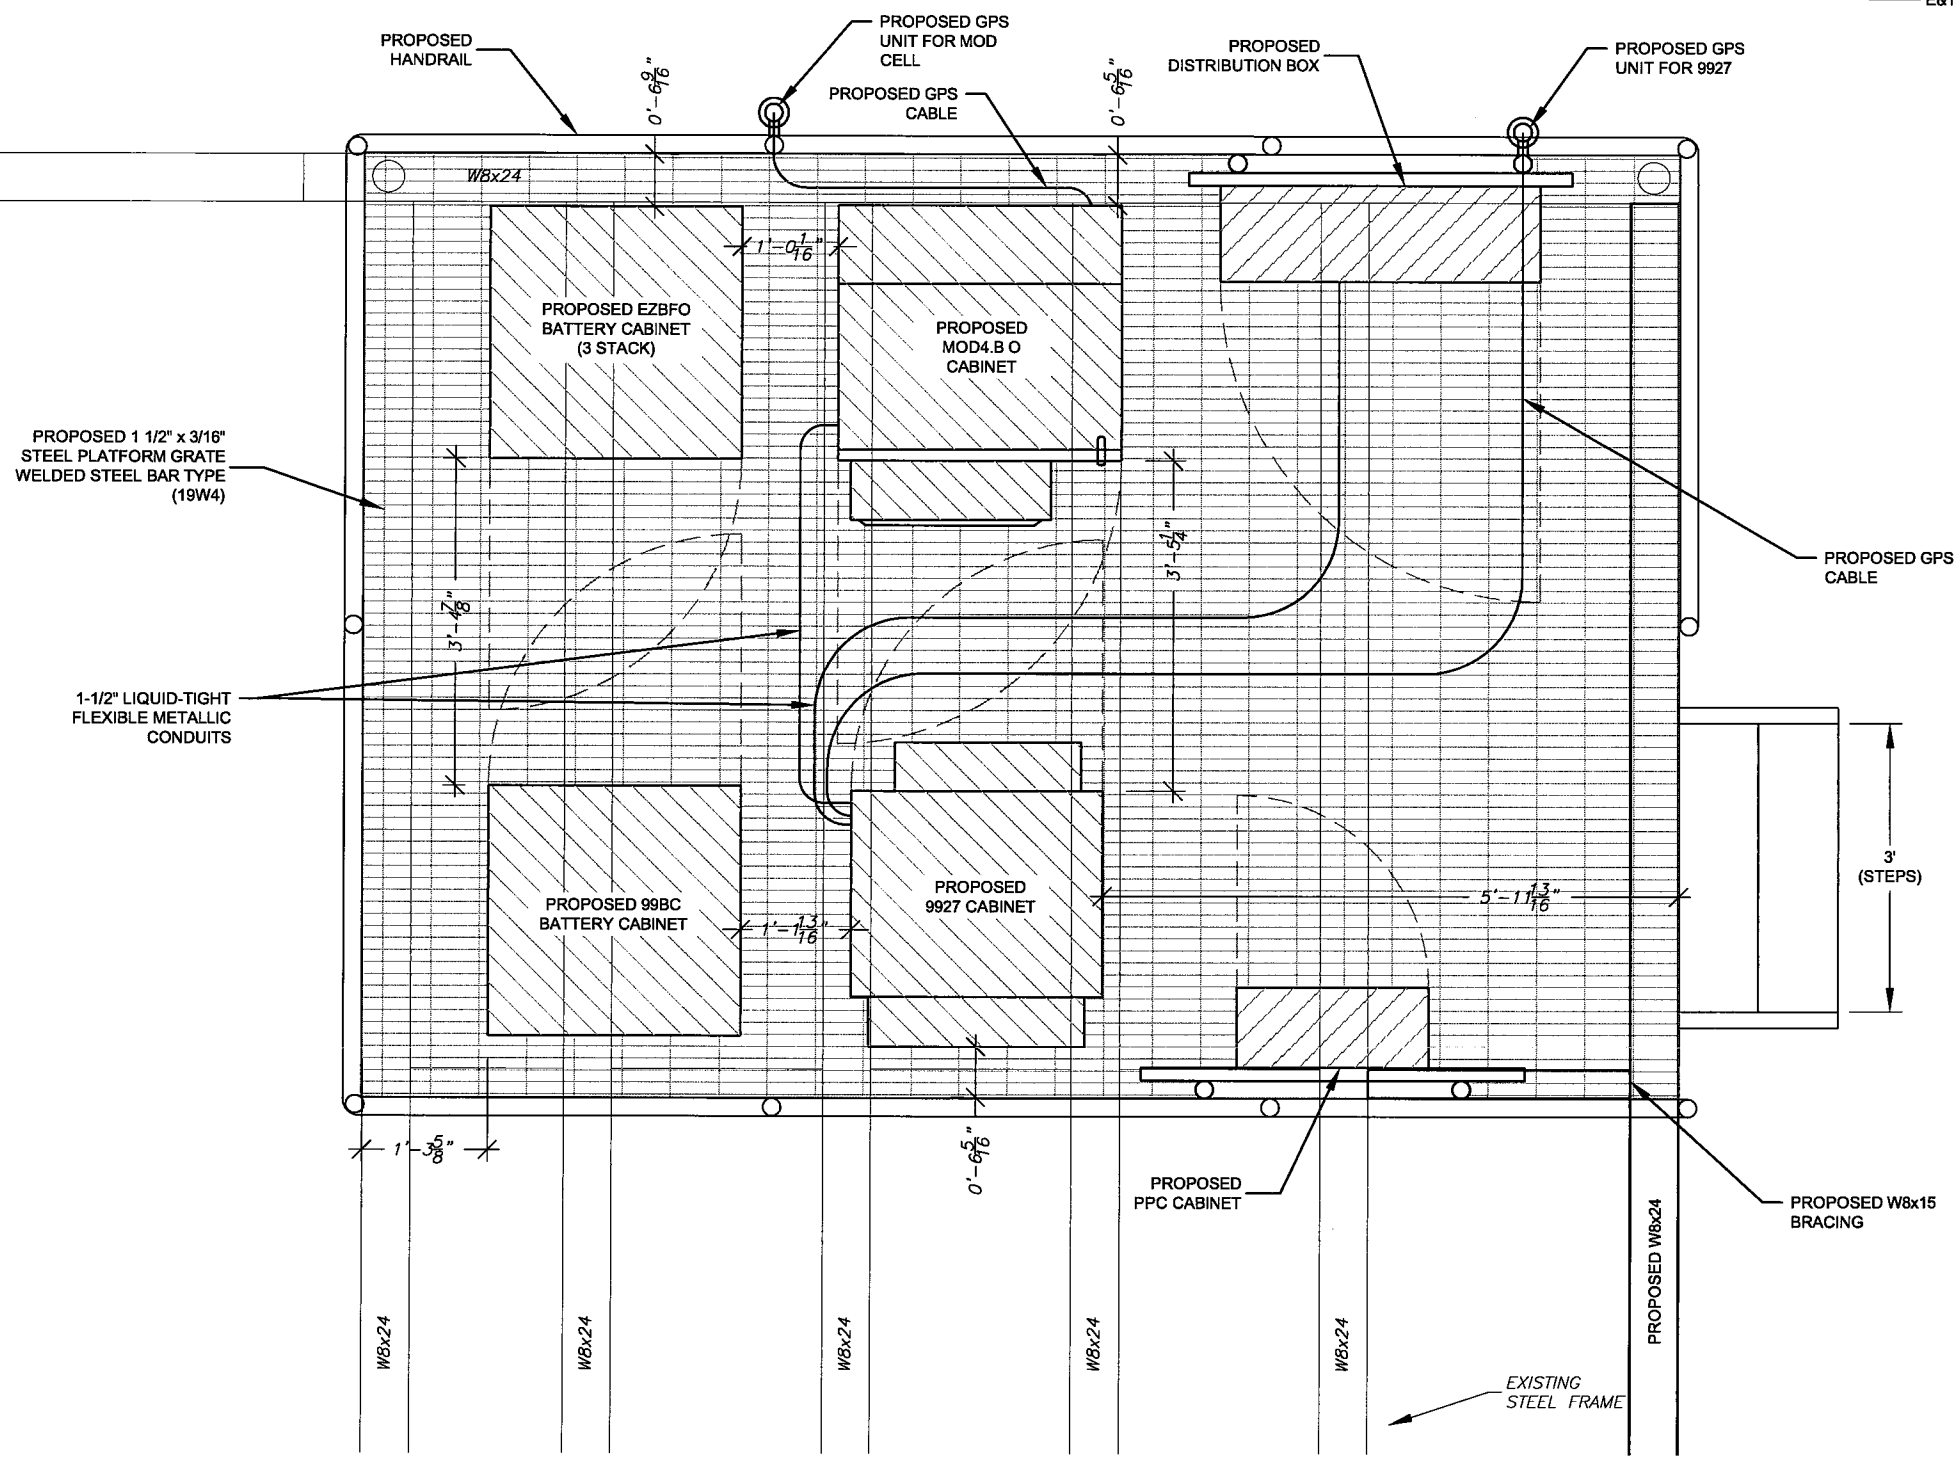 PROPOSED
HANDRAIL
0'-6 9/16"
PROPOSED GPS
UNIT FOR MOD
CELL
PROPOSED GPS
CABLE
0'-6 5/16"
PROPOSED
DISTRIBUTION BOX
PROPOSED GPS
UNIT FOR 9927
W8x24
1'-0 1/16"
PROPOSED EZBFO
BATTERY CABINET
(3 STACK)
PROPOSED
MOD4.B O
CABINET
PROPOSED 1 1/2" x 3/16"
STEEL PLATFORM GRATE
WELDED STEEL BAR TYPE
(19W4)
3'-4 7/8"
3'-5 1/4"
PROPOSED GPS
CABLE
1-1/2" LIQUID-TIGHT
FLEXIBLE METALLIC
CONDUITS
PROPOSED 99BC
BATTERY CABINET
1'-1 13/16"
PROPOSED
9927 CABINET
5'-11 13/16"
3'
(STEPS)
1'-3 5/8"
0'-6 5/16"
PROPOSED
PPC CABINET
PROPOSED W8x15
BRACING
W8x24
W8x24
W8x24
W8x24
W8x24
PROPOSED W8x24
EXISTING
STEEL FRAME